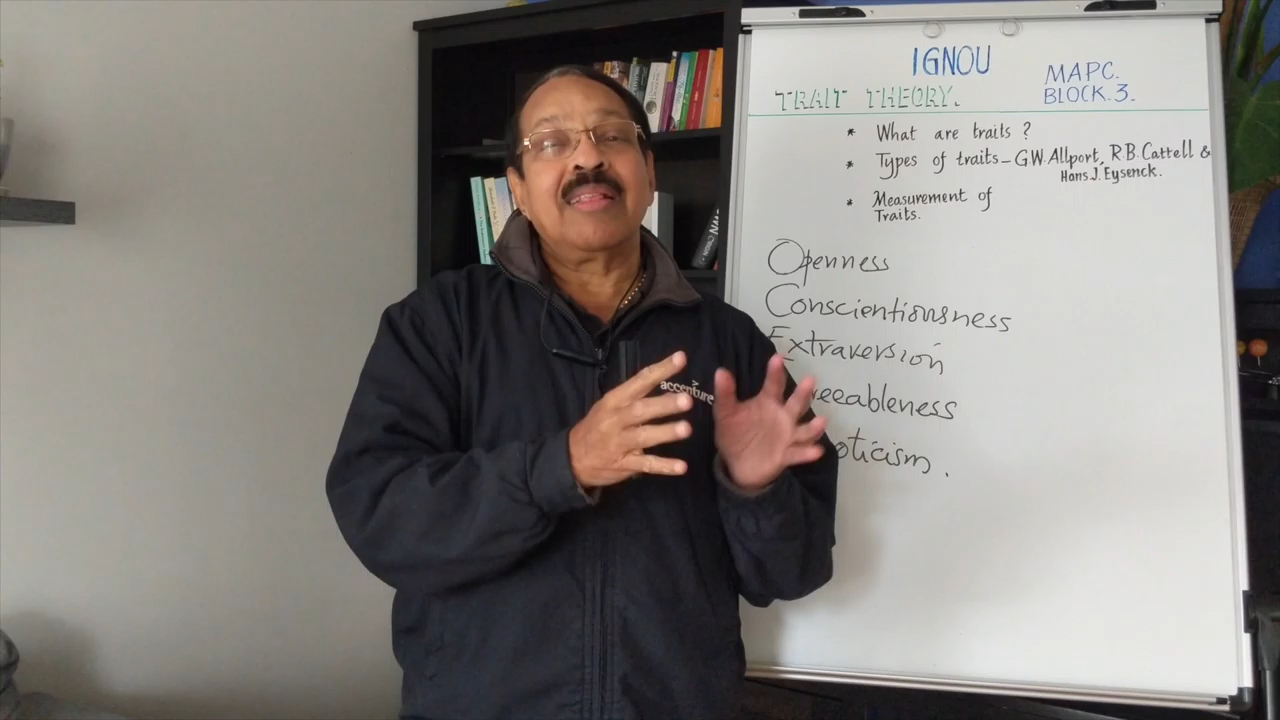 IGNOU
MAPC.
BLOCK.3.
TRAIT THEORY.
* What are traits ?
* Types of traits - G.W. Allport, R.B. Cattell &
Hans.J. Eysenck.
* Measurement of
Traits.
Openness
Conscientiousness
Extraversion
reeableness
oticism.
accenture